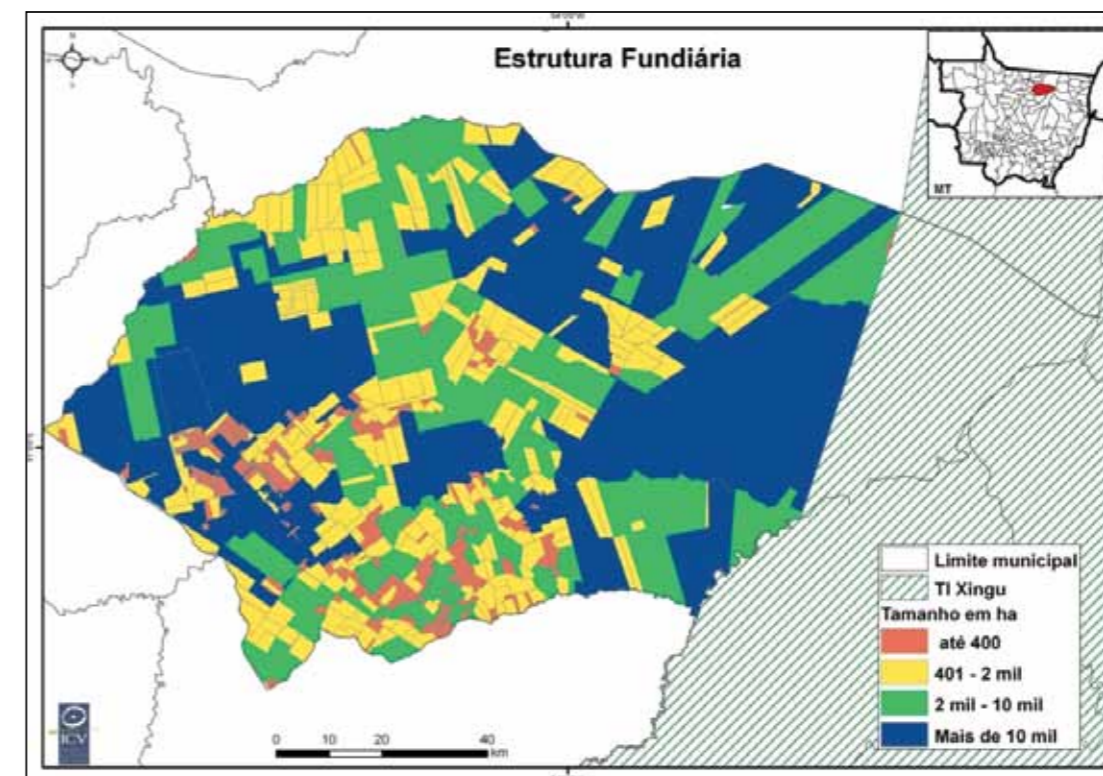 Estrutura Fundiária
N
MT
Limite municipal
TI Xingu
Tamanho em ha
até 400
401 - 2 mil
2 mil - 10 mil
Mais de 10 mil
ICV
0 10 20 40
km